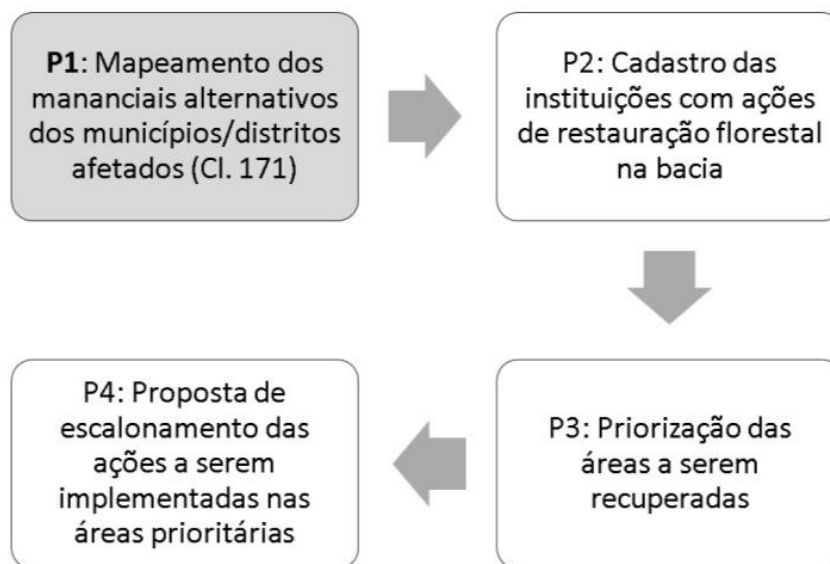 P1: Mapeamento dos
mananciais alternativos
dos municípios/distritos
afetados (Cl. 171)
P2: Cadastro das
instituições com ações
de restauração florestal
na bacia
P3: Priorização das
áreas a serem
recuperadas
P4: Proposta de
escalonamento das
ações a serem
implementadas nas
áreas prioritárias